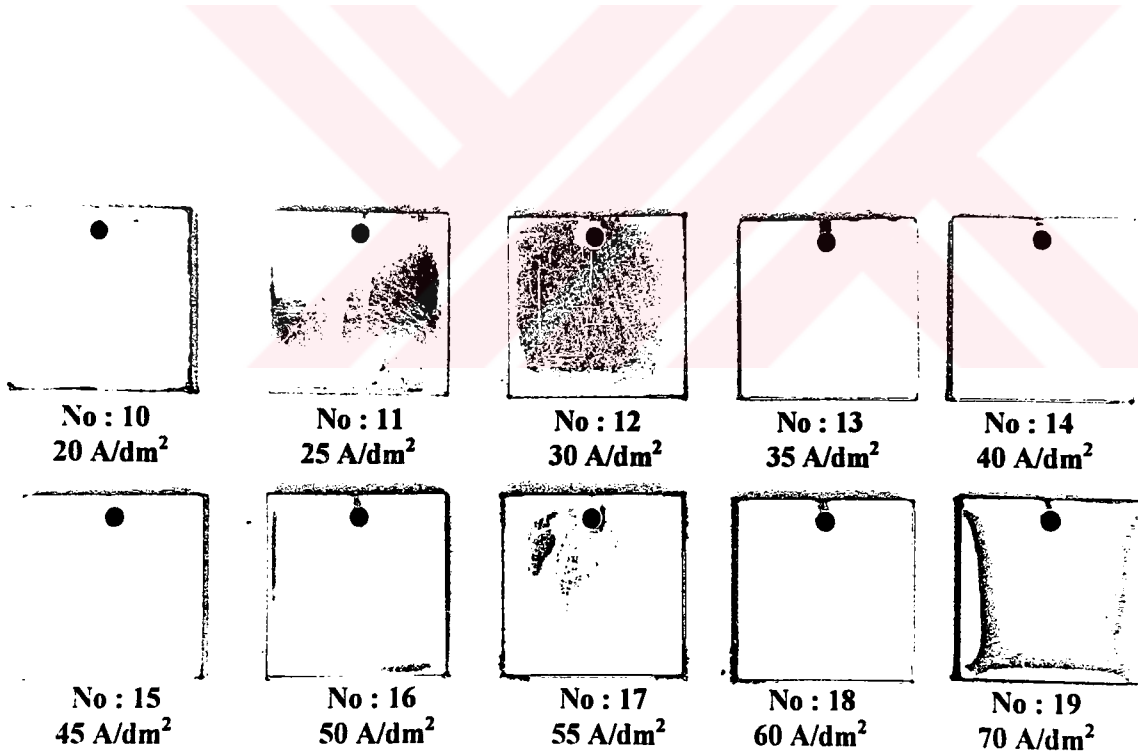 No : 10
20 A/dm²
No : 11
25 A/dm²
No : 12
30 A/dm²
No : 13
35 A/dm²
No : 14
40 A/dm²
No : 15
45 A/dm²
No : 16
50 A/dm²
No : 17
55 A/dm²
No : 18
60 A/dm²
No : 19
70 A/dm²